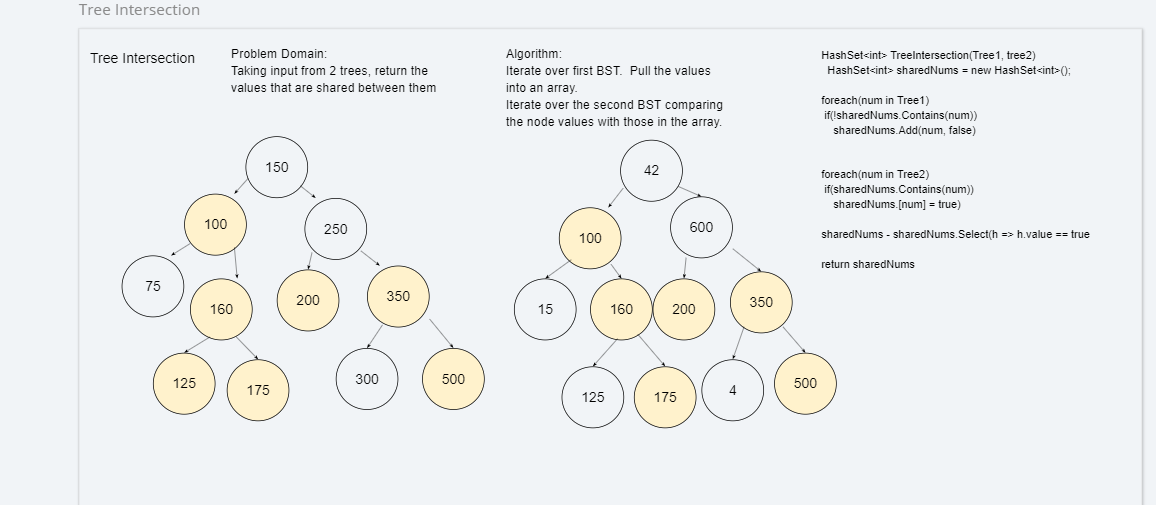 Tree Intersection
Tree Intersection
Problem Domain:
Taking input from 2 trees, return the
values that are shared between them
Algorithm:
Iterate over first BST.  Pull the values
into an array.
Iterate over the second BST comparing
the node values with those in the array.
HashSet<int> TreeIntersection(Tree1, tree2)
HashSet<int> sharedNums = new HashSet<int>();
foreach(num in Tree1)
if(!sharedNums.Contains(num))
sharedNums.Add(num, false)
foreach(num in Tree2)
if(sharedNums.Contains(num))
sharedNums.[num] = true)
sharedNums - sharedNums.Select(h => h.value == true
return sharedNums
150
100
250
75
160
200
350
125
175
300
500
42
100
600
15
160
200
350
125
175
4
500